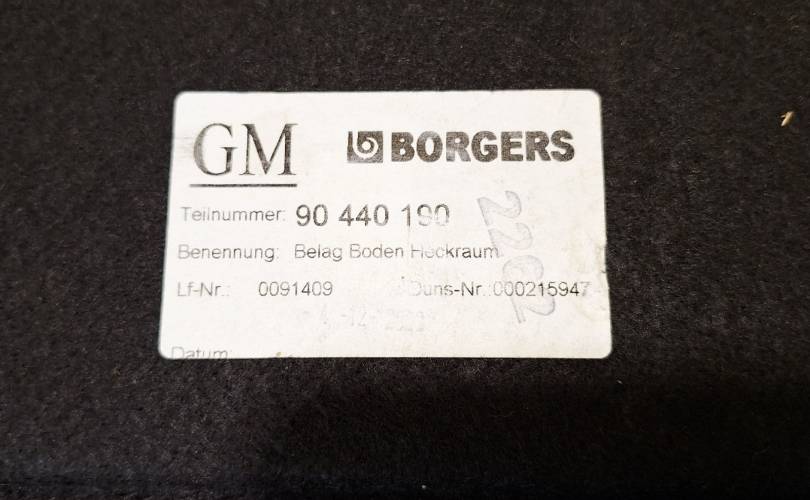 GM BORGERS
Teilnummer: 90 440 190
Benennung: Belag Boden Heckraum
Lf-Nr.: 0091409 Duns-Nr.:000215947
Datum: